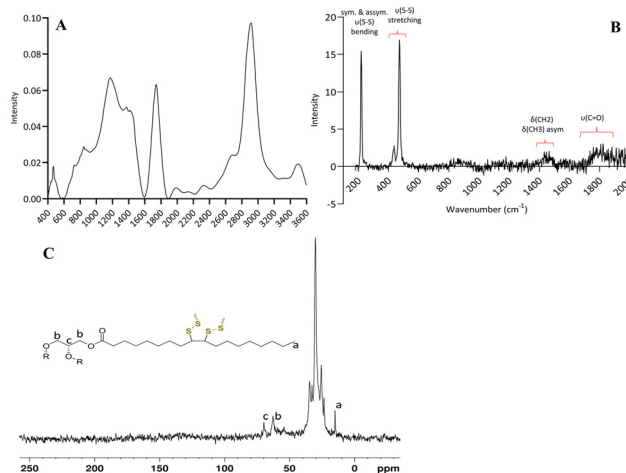 A
Intensity
0.10
0.08
0.06
0.04
0.02
0.00
400 600 800 1000 1200 1400 1600 1800 2000 2200 2400 2600 2800 3000 3200 3400 3600
B
sym. & assym.
υ(S-S)
bending
υ(S-S)
stretching
δ(CH2)
δ(CH3) asym
υ(C=O)
Intensity
20
15
10
5
0
-5
200 400 600 800 1000 1200 1400 1600 1800 2000
Wavenumber (cm⁻¹)
C
b c b
O O O O
R R
S S S S
a
c b a
250 200 150 100 50 0 ppm